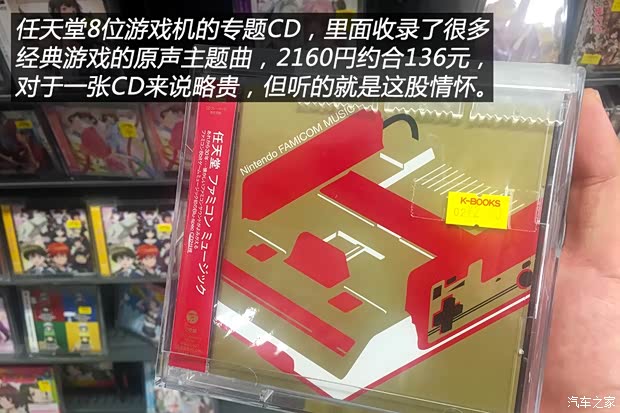 任天堂8位游戏机的专题CD，里面收录了很多
经典游戏的原声主题曲，2160円约合136元，
对于一张CD来说略贵，但听的就是这股情怀。
Nintendo FAMICOM MUSIC
任天堂 ファミコン ミュージック
K-BOOKS
汽车之家